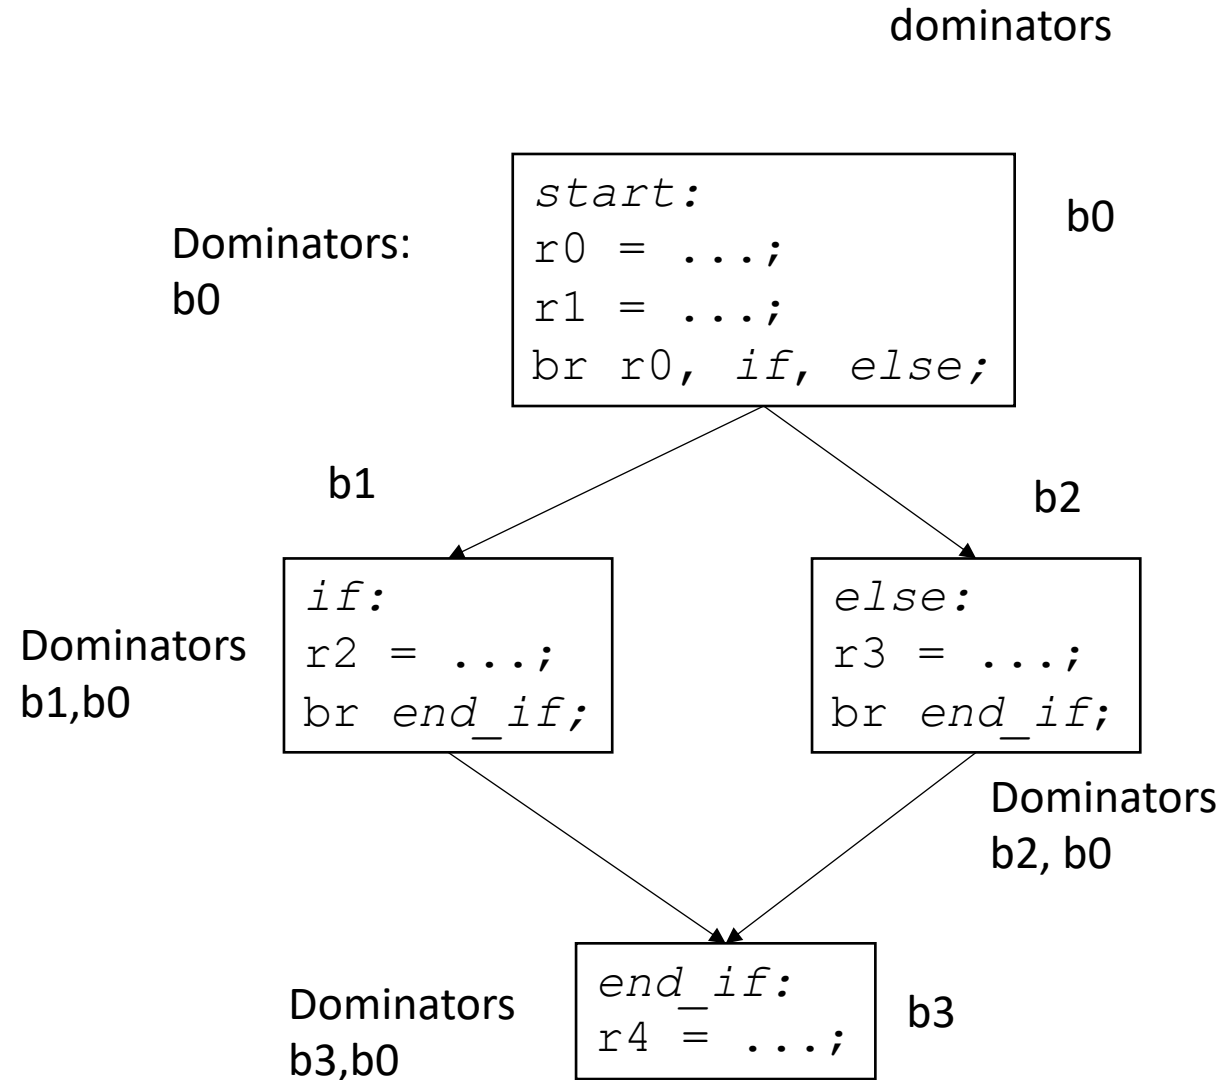 dominators
Dominators:
b0
start:
r0 = ...;
r1 = ...;
br r0, if, else;
b0
b1
b2
Dominators
b1,b0
if:
r2 = ...;
br end_if;
else:
r3 = ...;
br end_if;
Dominators
b2, b0
Dominators
b3,b0
end_if:
r4 = ...;
b3